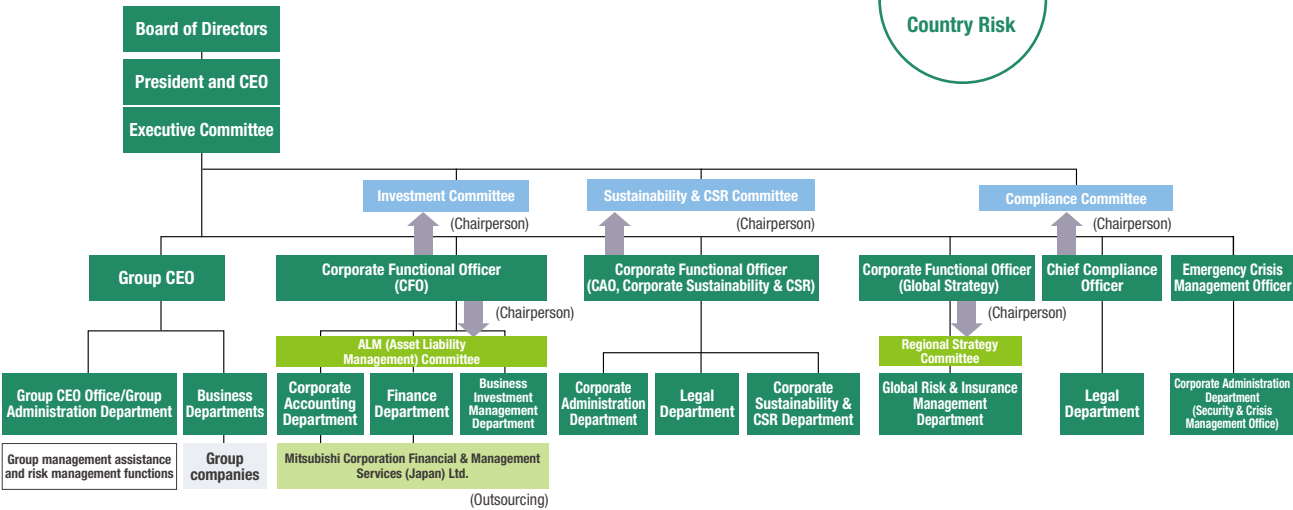 Country Risk
Board of Directors
President and CEO
Executive Committee
Investment Committee
Sustainability & CSR Committee
Compliance Committee
(Chairperson)
(Chairperson)
(Chairperson)
Group CEO
Corporate Functional Officer
(CFO)
Corporate Functional Officer
(CAO, Corporate Sustainability & CSR)
Corporate Functional Officer
(Global Strategy)
Chief Compliance
Officer
Emergency Crisis
Management Officer
(Chairperson)
(Chairperson)
ALM (Asset Liability
Management) Committee
Regional Strategy
Committee
Group CEO Office/Group
Administration Department
Business
Departments
Corporate
Accounting
Department
Finance
Department
Business
Investment
Management
Department
Corporate
Administration
Department
Legal
Department
Corporate
Sustainability &
CSR Department
Global Risk & Insurance
Management
Department
Legal
Department
Corporate Administration
Department
(Security & Crisis
Management Office)
Group management assistance
and risk management functions
Group
companies
Mitsubishi Corporation Financial & Management
Services (Japan) Ltd.
(Outsourcing)